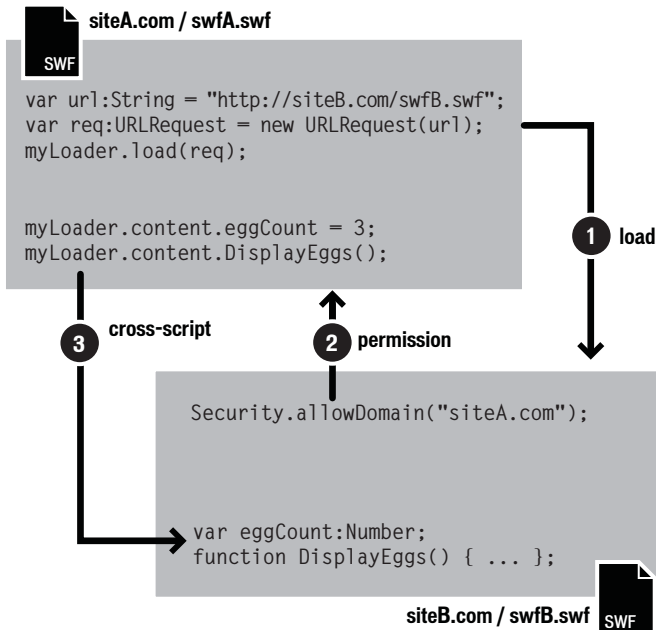 siteA.com / swfA.swf
SWF
var url:String = "http://siteB.com/swfB.swf";
var req:URLRequest = new URLRequest(url);
myLoader.load(req);
myLoader.content.eggCount = 3;
myLoader.content.DisplayEggs();
1 load
3 cross-script
2 permission
Security.allowDomain("siteA.com");
var eggCount:Number;
function DisplayEggs() { ... };
siteB.com / swfB.swf
SWF